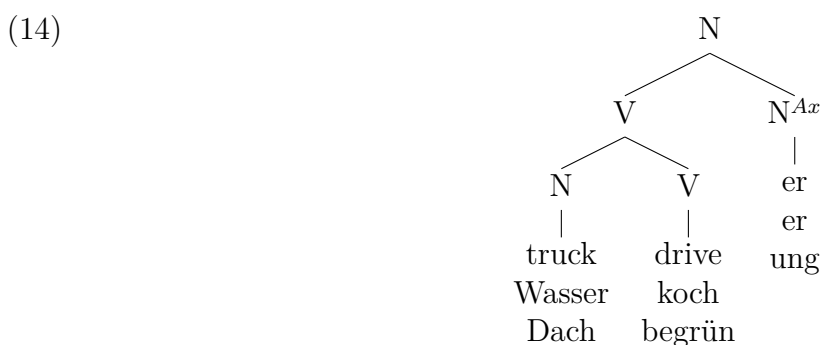 (14) N
V N^{Ax}
N V er
er
truck drive ung
Wasser koch
Dach begrün